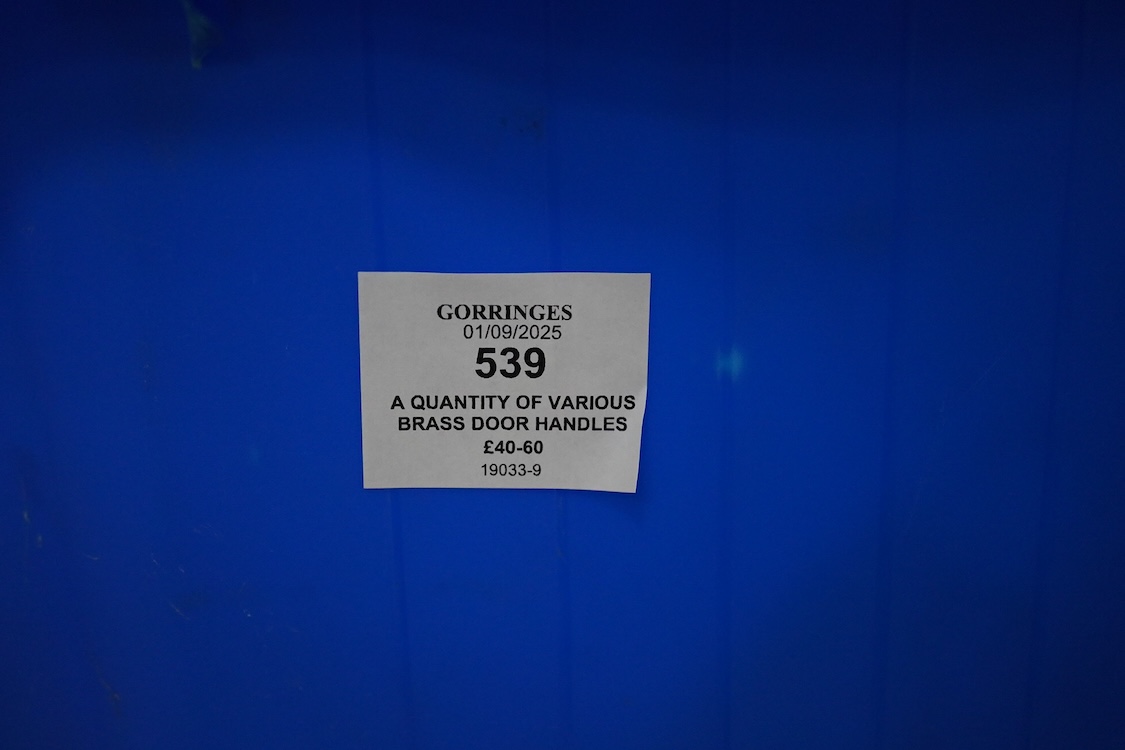 GORRINGES
01/09/2025
539
A QUANTITY OF VARIOUS
BRASS DOOR HANDLES
£40-60
19033-9